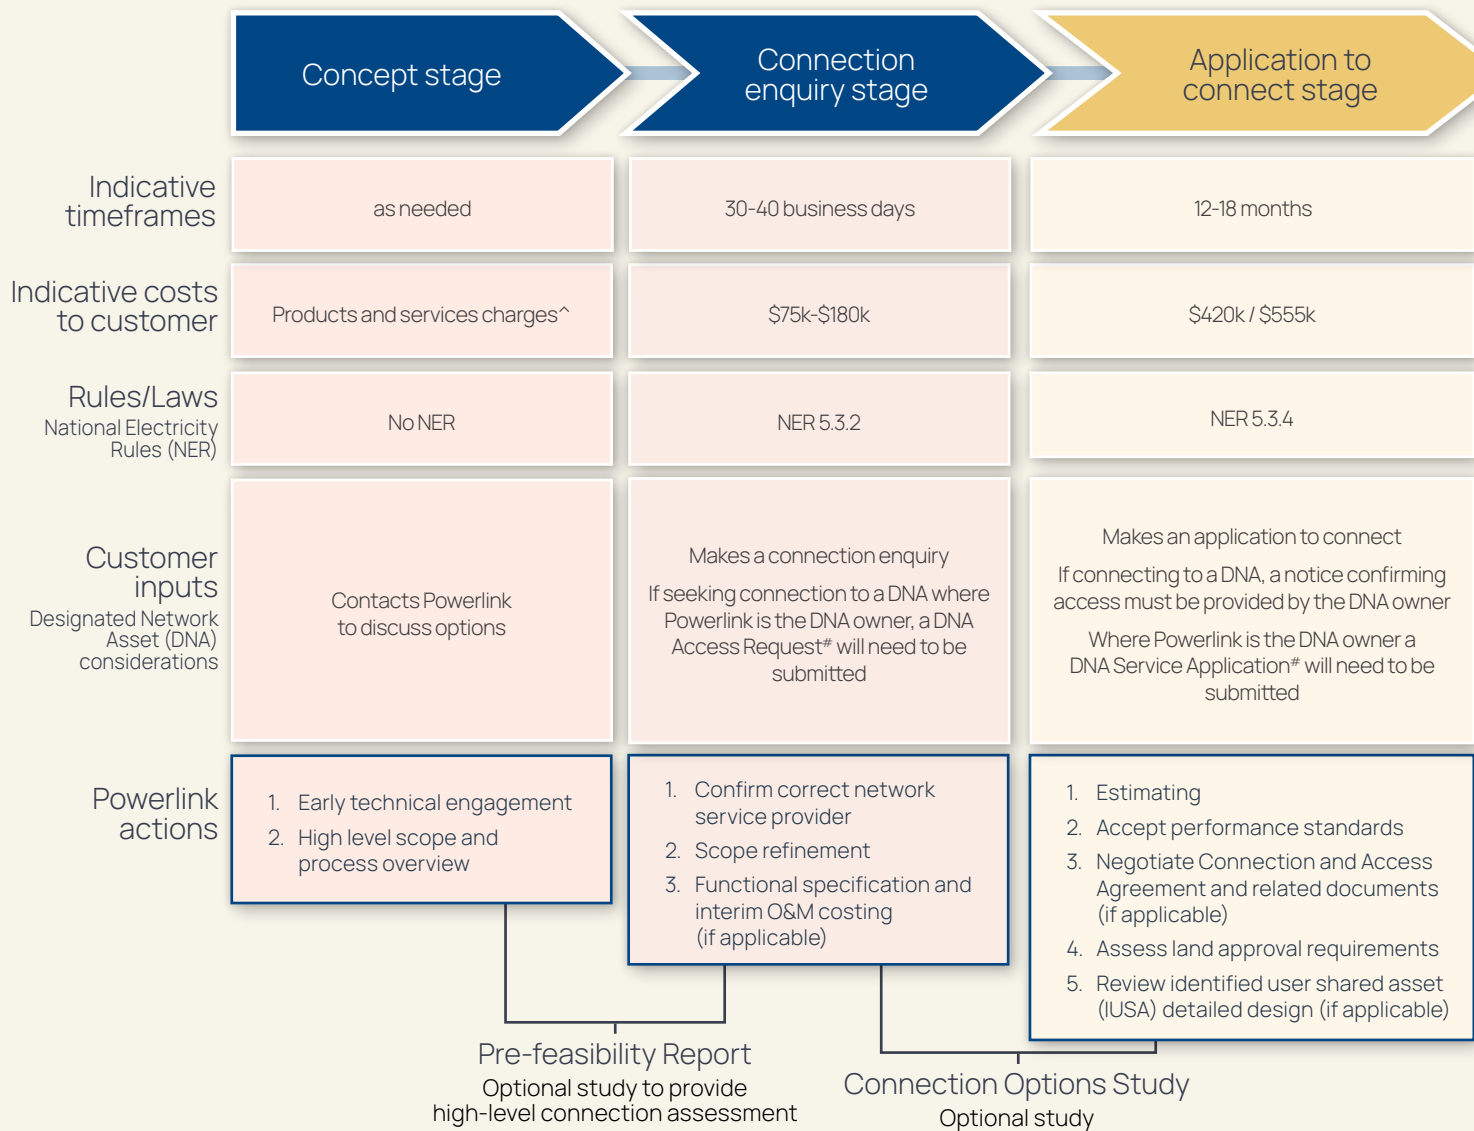 Concept stage
Connection
enquiry stage
Application to
connect stage
Indicative
timeframes
as needed
30-40 business days
12-18 months
Indicative costs
to customer
Products and services charges^
$75k-$180k
$420k / $555k
Rules/Laws
National Electricity
Rules (NER)
No NER
NER 5.3.2
NER 5.3.4
Customer
inputs
Designated Network
Asset (DNA)
considerations
Contacts Powerlink
to discuss options
Makes a connection enquiry
If seeking connection to a DNA where
Powerlink is the DNA owner, a DNA
Access Request# will need to be
submitted
Makes an application to connect
If connecting to a DNA, a notice confirming
access must be provided by the DNA owner
Where Powerlink is the DNA owner a
DNA Service Application# will need to be
submitted
Powerlink
actions
1. Early technical engagement
2. High level scope and
process overview
1. Confirm correct network
service provider
2. Scope refinement
3. Functional specification and
interim O&M costing
(if applicable)
1. Estimating
2. Accept performance standards
3. Negotiate Connection and Access
Agreement and related documents
(if applicable)
4. Assess land approval requirements
5. Review identified user shared asset
(IUSA) detailed design (if applicable)
Pre-feasibility Report
Optional study to provide
high-level connection assessment
Connection Options Study
Optional study